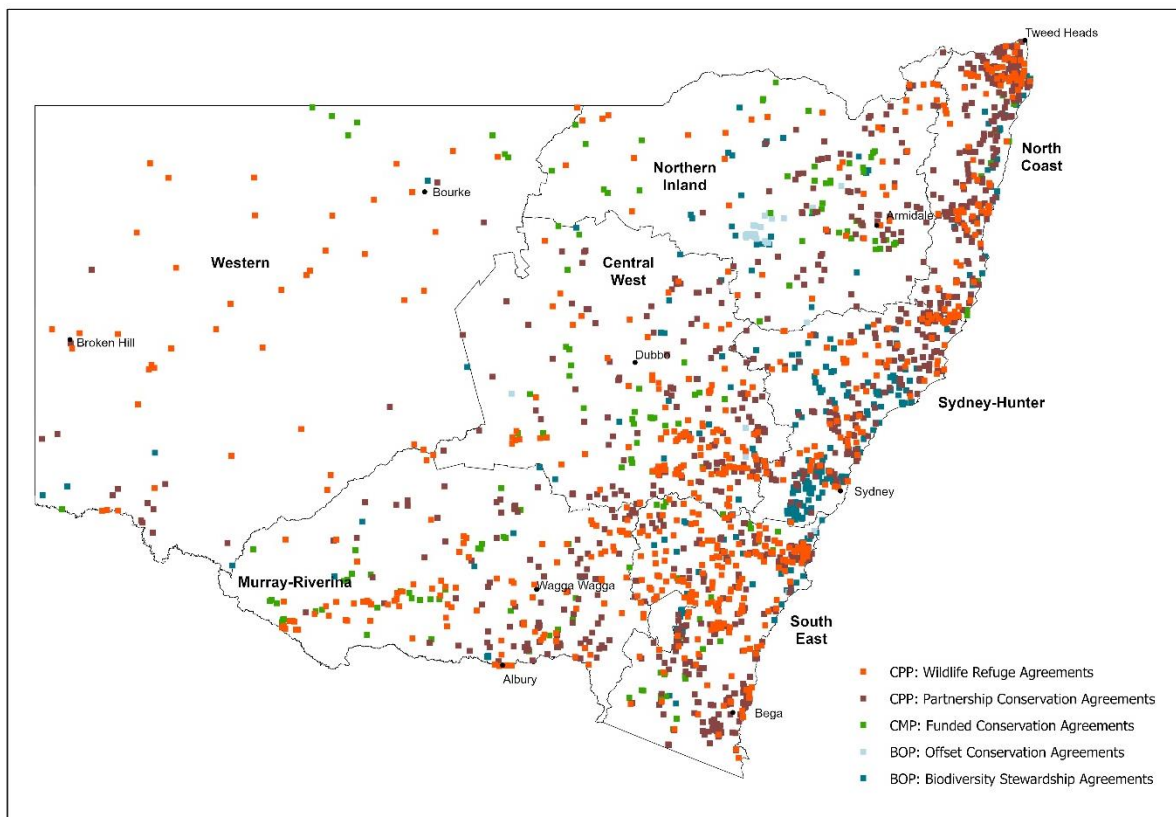 Tweed Heads
North
Coast
Northern
Inland
Bourke
Armidale
Western
Central
West
Broken Hill
Dubbo
Sydney-Hunter
Sydney
Murray-Riverina
Wagga Wagga
South
East
Albury
Bega
CPP: Wildlife Refuge Agreements
CPP: Partnership Conservation Agreements
CMP: Funded Conservation Agreements
BOP: Offset Conservation Agreements
BOP: Biodiversity Stewardship Agreements